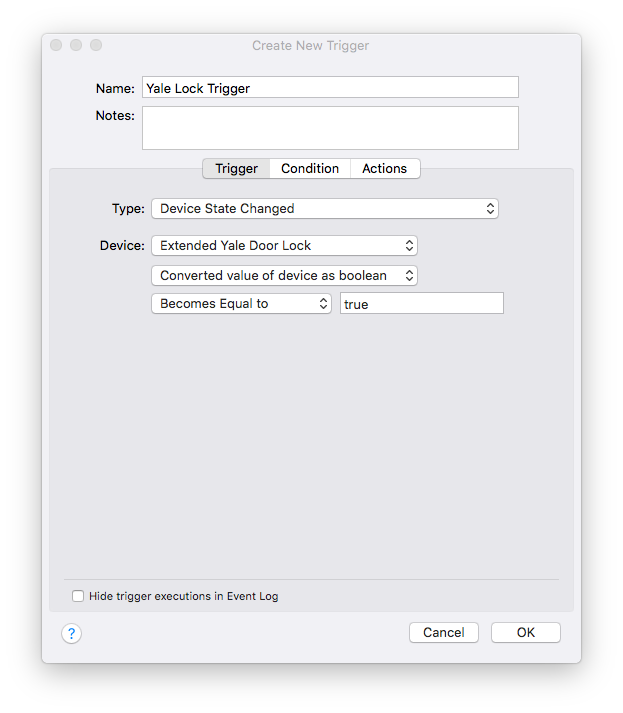 Create New Trigger
Name: Yale Lock Trigger
Notes:
Trigger Condition Actions
Type: Device State Changed
Device: Extended Yale Door Lock
Converted value of device as boolean
Becomes Equal to true
Hide trigger executions in Event Log
? Cancel OK